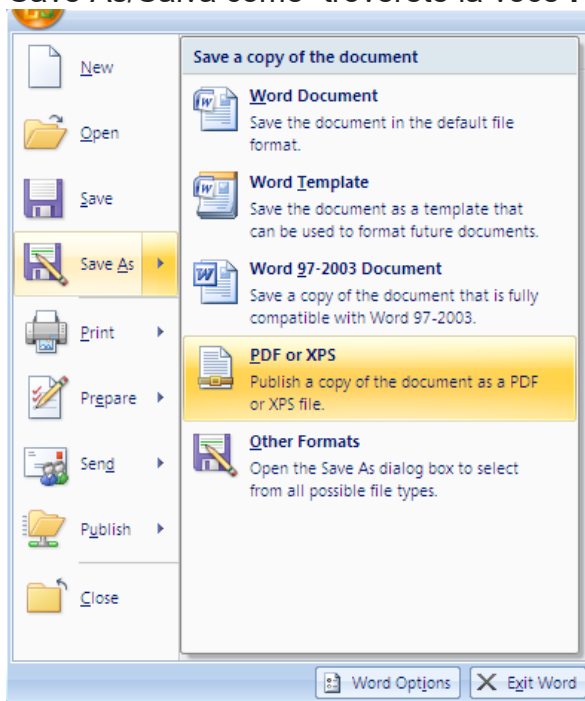 Save As/Salva come troverete la voce
New
Open
Save
Save As
Print
Prepare
Send
Publish
Close
Save a copy of the document
Word Document
Save the document in the default file
format.
Word Template
Save the document as a template that
can be used to format future documents.
Word 97-2003 Document
Save a copy of the document that is fully
compatible with Word 97-2003.
PDF or XPS
Publish a copy of the document as a PDF
or XPS file.
Other Formats
Open the Save As dialog box to select
from all possible file types.
Word Options
Exit Word